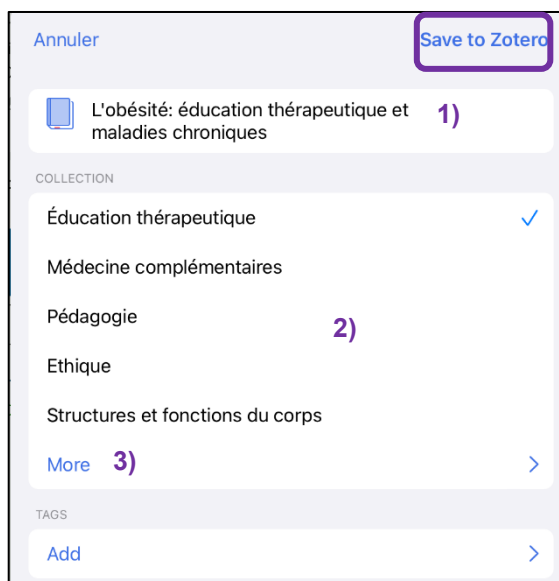 Annuler
Save to Zotero
L'obésité: éducation thérapeutique et 1)
maladies chroniques
COLLECTION
Éducation thérapeutique
Médecine complémentaires
Pédagogie
2)
Ethique
Structures et fonctions du corps
More 3)
TAGS
Add